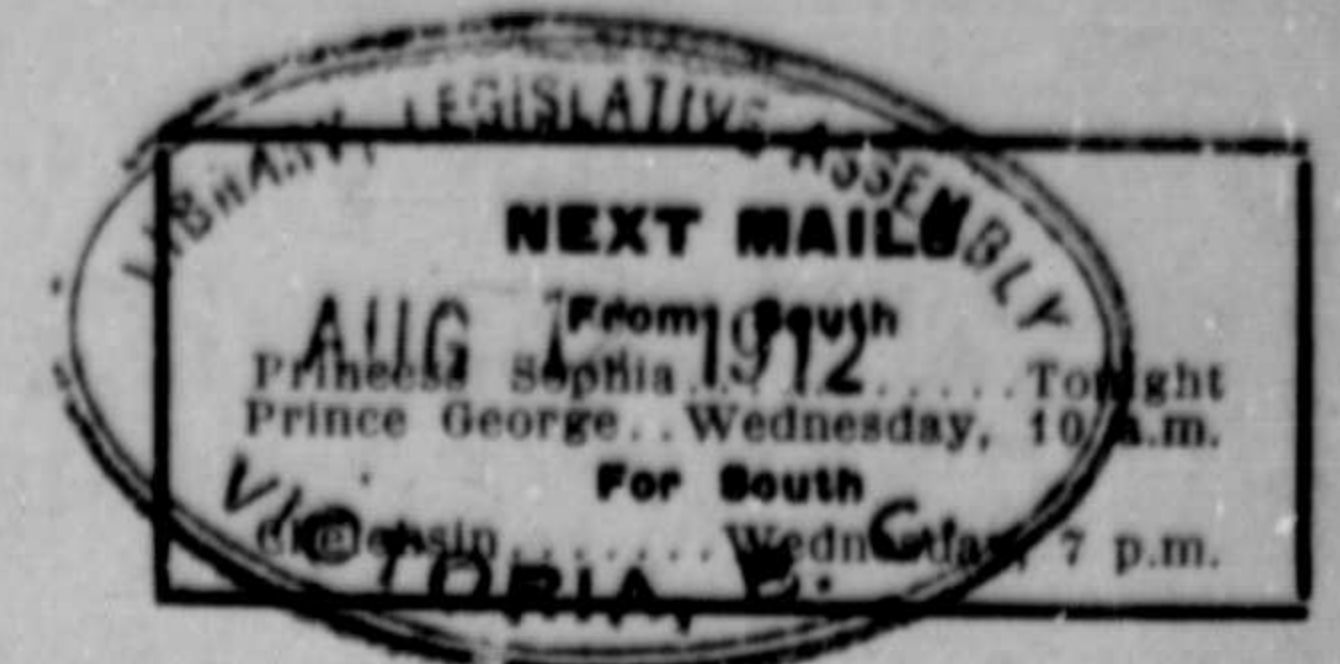 LIBRARY, LEGISLATIVE ASSEMBLY
NEXT MAILS
From South
AUG 1912
Princess Sophia............Tonight
Prince George..Wednesday, 10 a.m.
For South
.......Wednesday, 7 p.m.
VICTORIA, B. C.